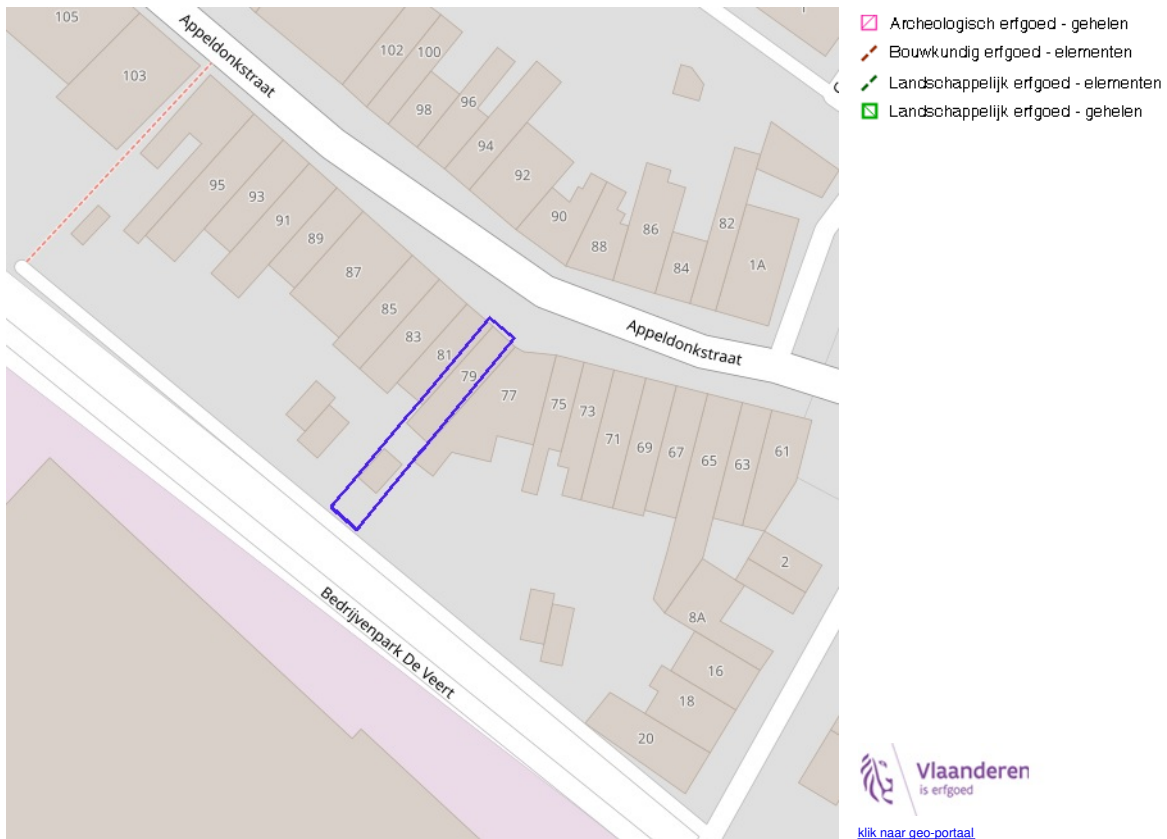 105
103
Appeldonkstraat
102
100
98
96
94
92
90
88
86
84
82
1A
95
93
91
89
87
85
83
81
79
77
75
73
71
69
67
65
63
61
Appeldonkstraat
2
8A
16
18
20
Bedrijvenpark De Veert
Archeologisch erfgoed - gehelen
Bouwkundig erfgoed - elementen
Landschappelijk erfgoed - elementen
Landschappelijk erfgoed - gehelen
Vlaanderen
is erfgoed
klik naar geo-portaal